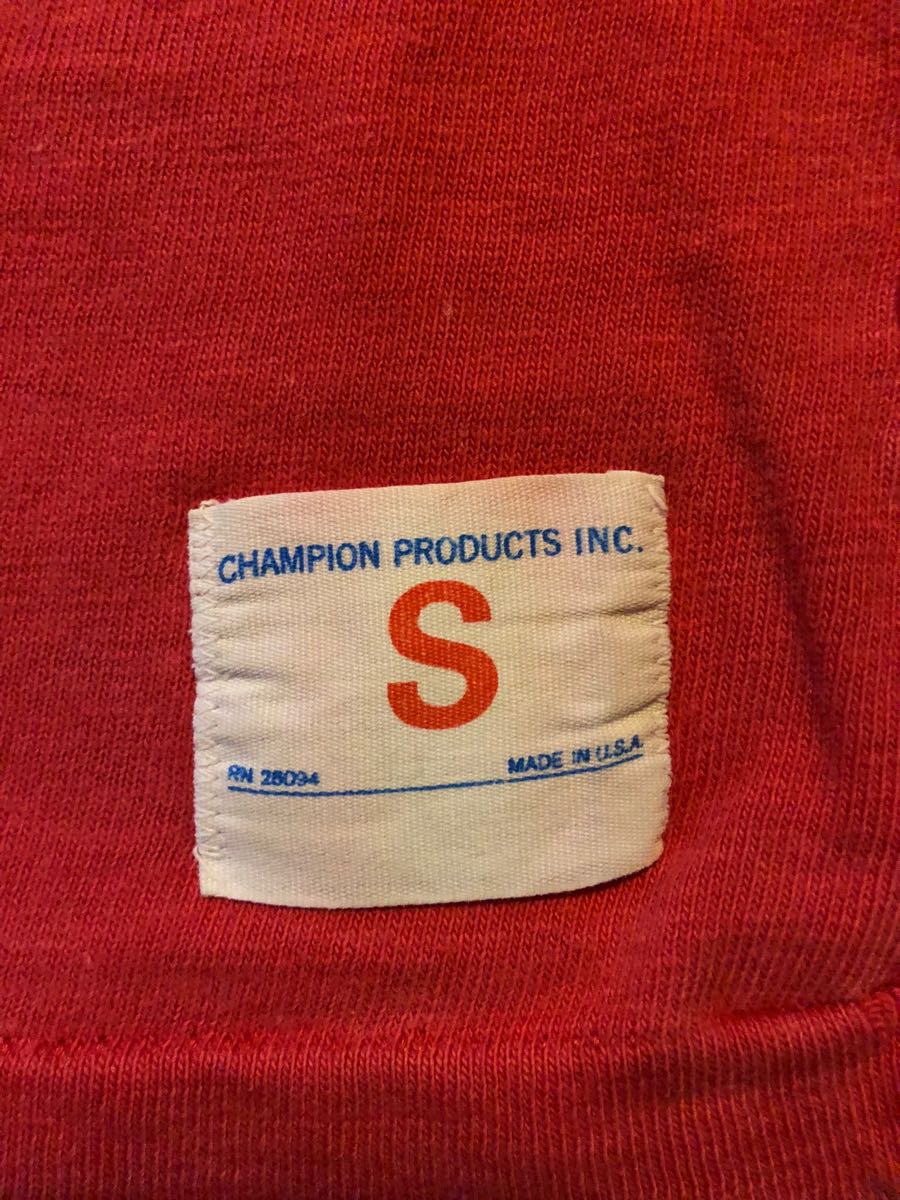 CHAMPION PRODUCTS INC.
S
RN 26094 MADE IN U.S.A.